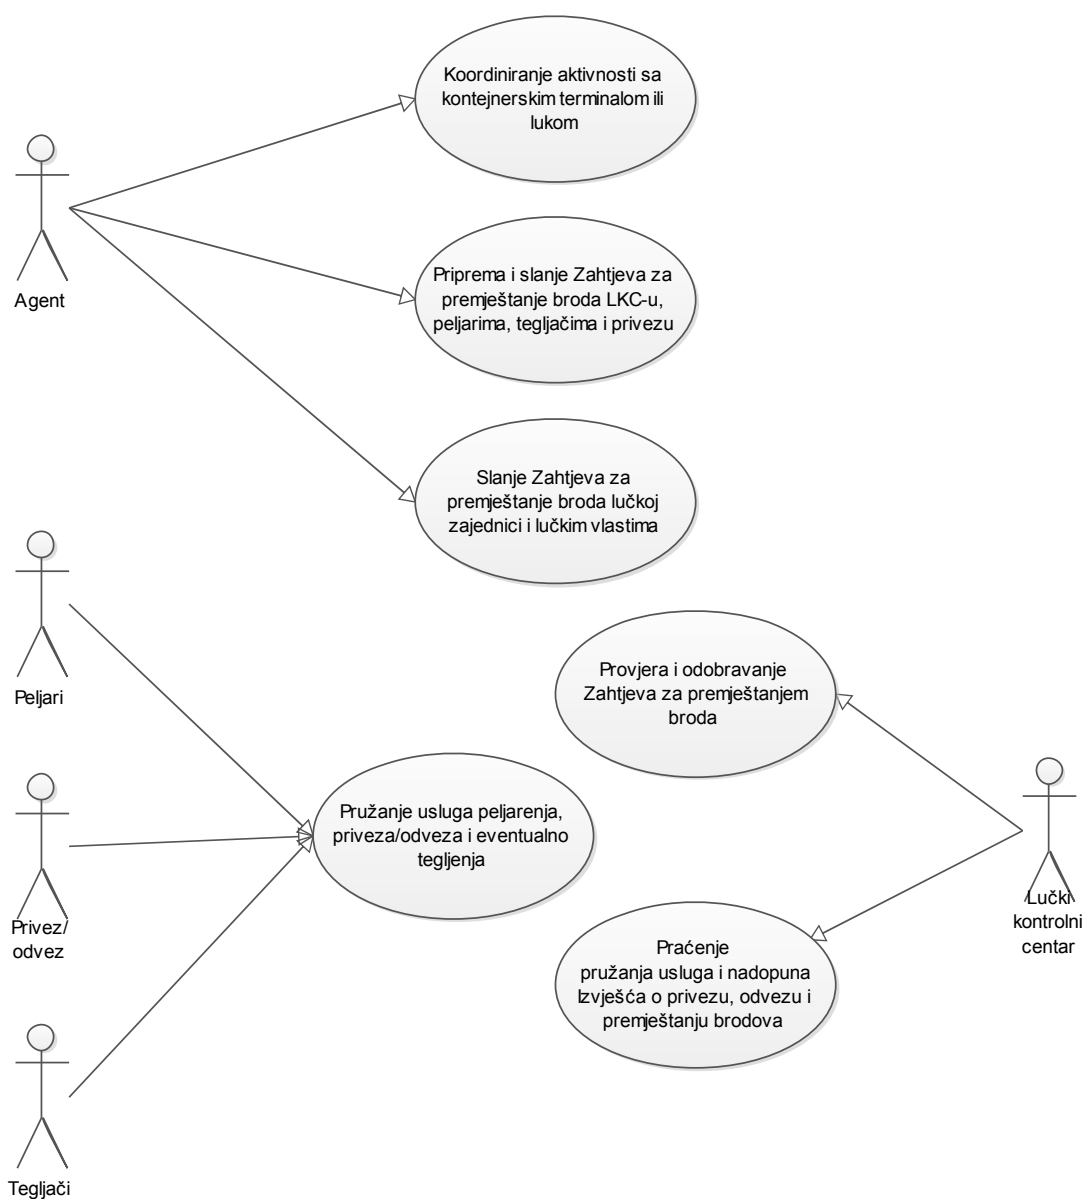 Koordiniranje aktivnosti sa
kontejnerskim terminalom ili
lukom
Agent
Priprema i slanje Zahtjeva za
premještanje broda LKC-u,
peljarima, tegljačima i privezu
Slanje Zahtjeva za
premještanje broda lučkoj
zajednici i lučkim vlastima
Peljari
Provjera i odobravanje
Zahtjeva za premještanjem
broda
Pružanje usluga peljarenja,
priveza/odveza i eventualno
tegljenja
Privez/
odvez
Lučki
kontrolni
centar
Praćenje
pružanja usluga i nadopuna
Izvješća o privezu, odvezu i
premještanju brodova
Tegljači